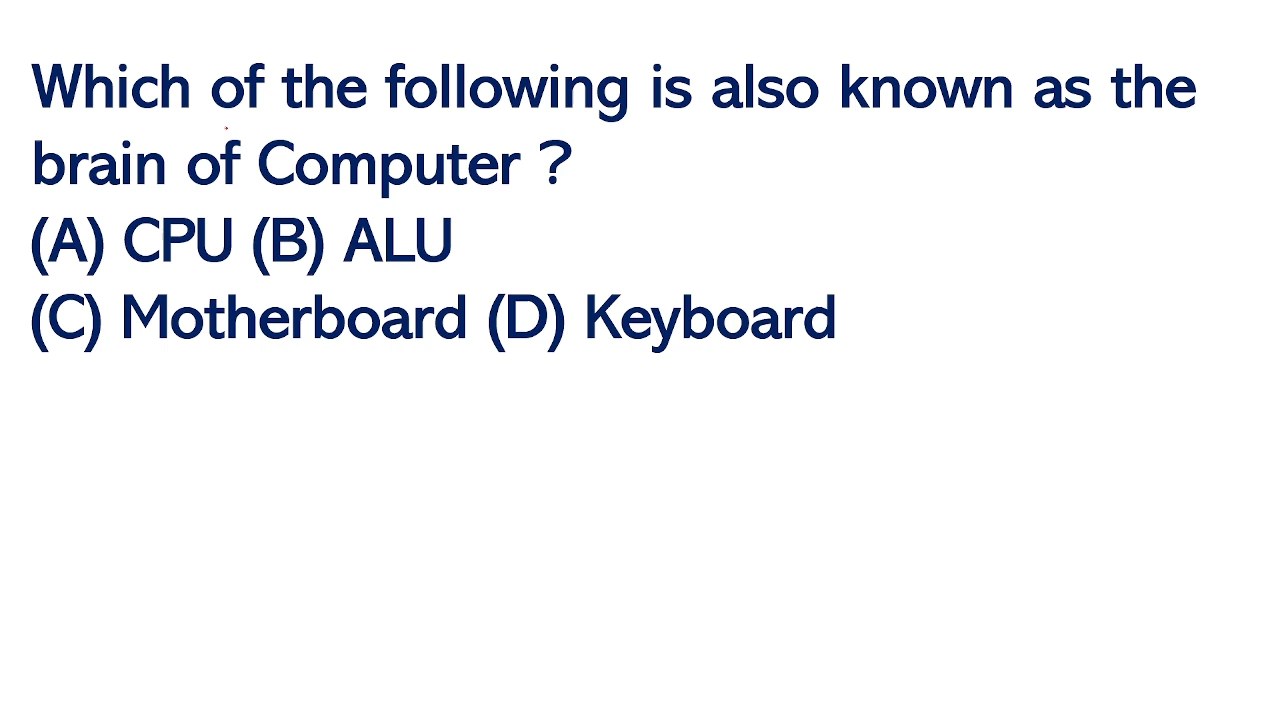 Which of the following is also known as the
brain of Computer ?
(A) CPU (B) ALU
(C) Motherboard (D) Keyboard